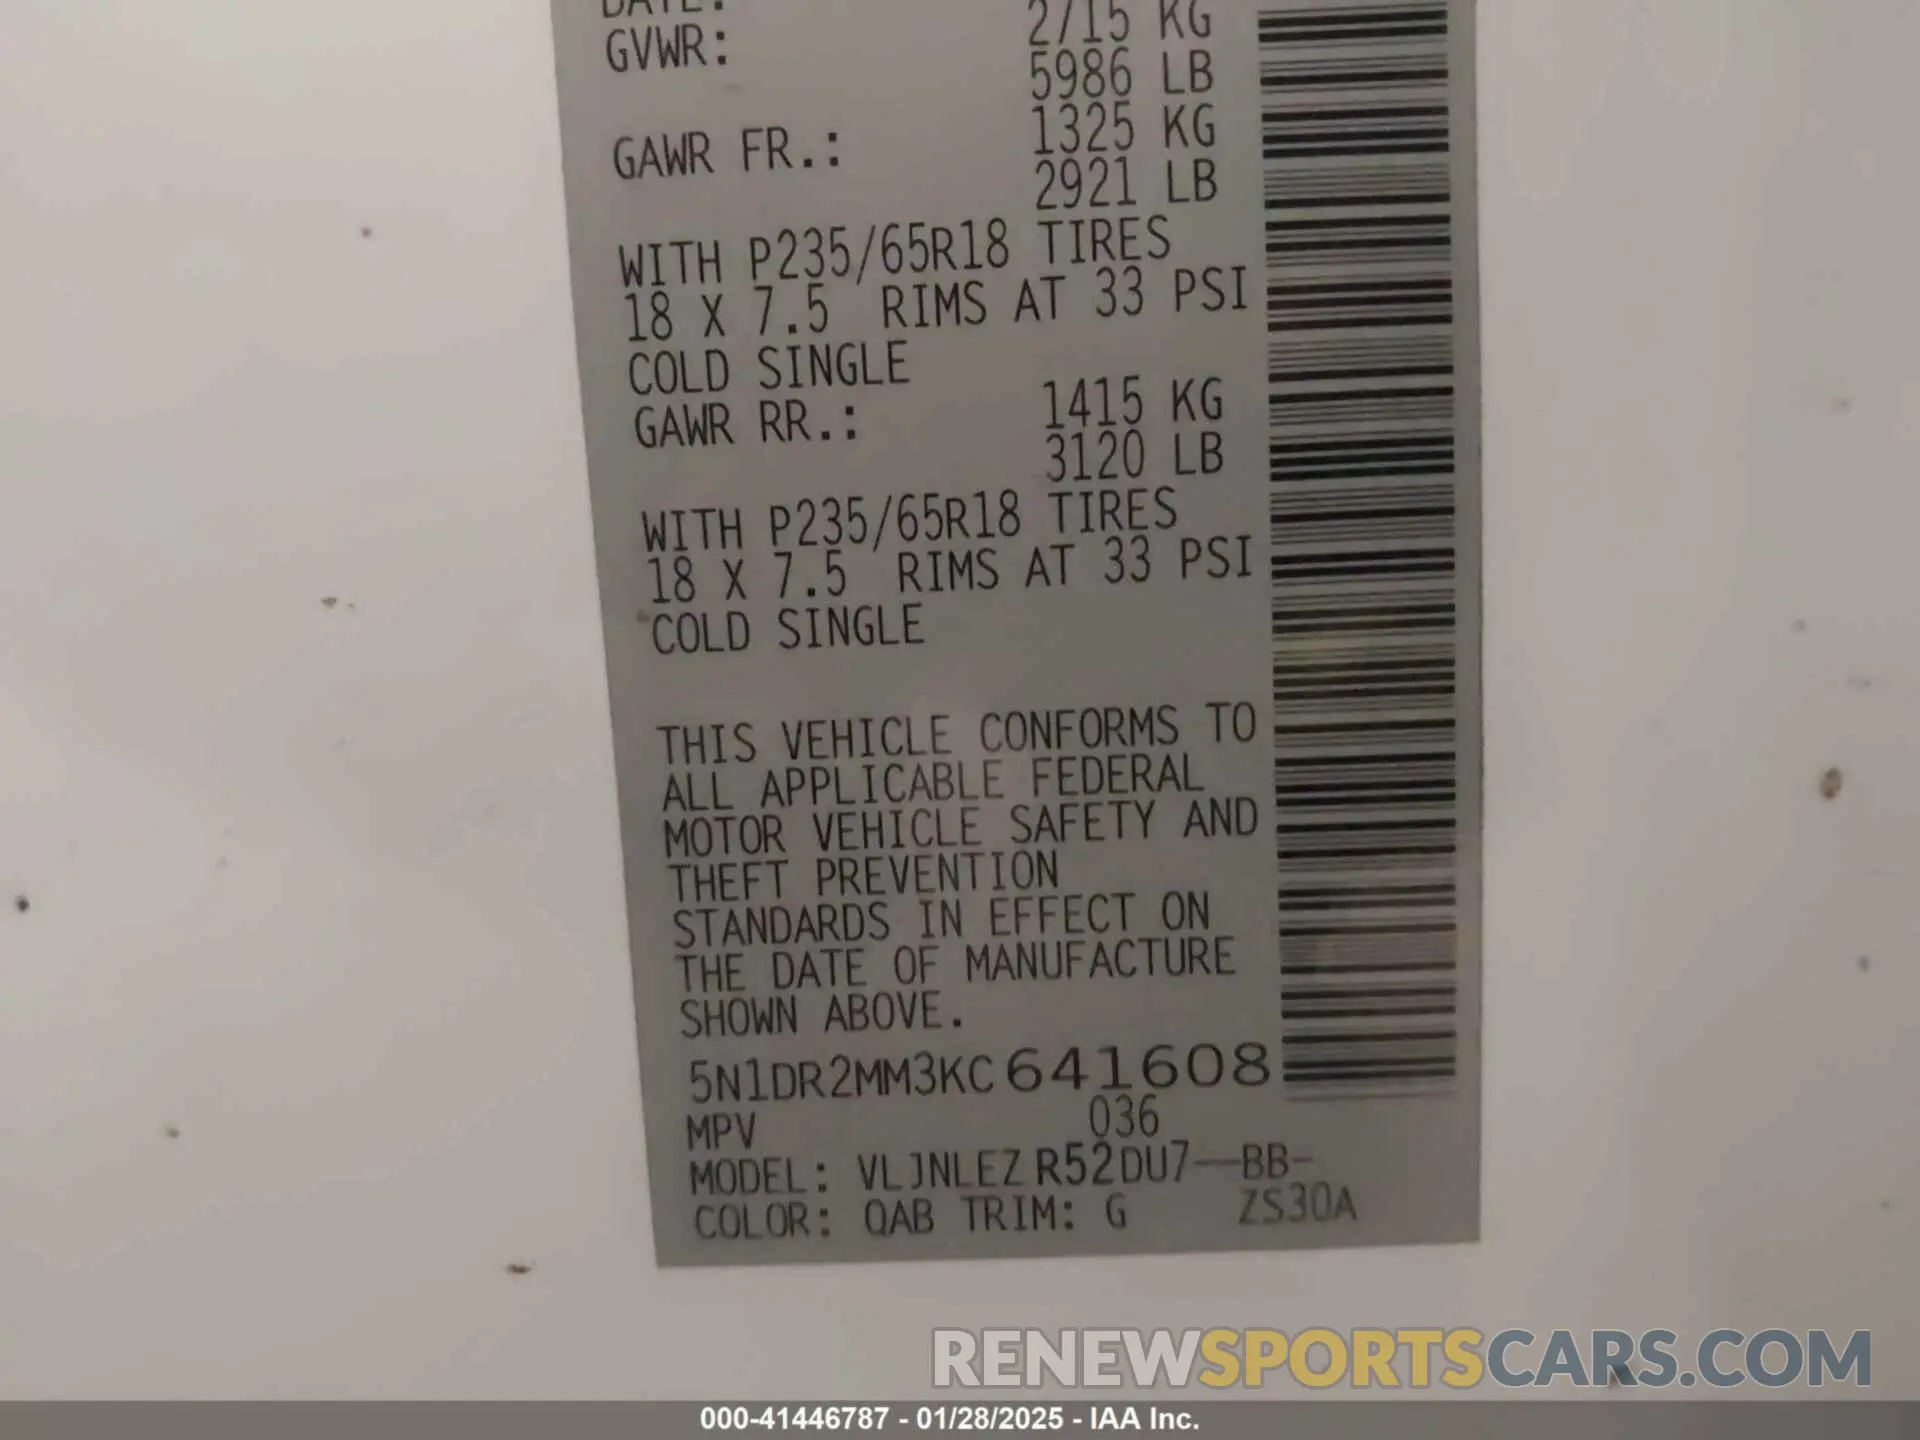 DATE:
GVWR: 2715 KG
5986 LB
GAWR FR.: 1325 KG
2921 LB
WITH P235/65R18 TIRES
18 X 7.5 RIMS AT 33 PSI
COLD SINGLE
GAWR RR.: 1415 KG
3120 LB
WITH P235/65R18 TIRES
18 X 7.5 RIMS AT 33 PSI
COLD SINGLE
THIS VEHICLE CONFORMS TO
ALL APPLICABLE FEDERAL
MOTOR VEHICLE SAFETY AND
THEFT PREVENTION
STANDARDS IN EFFECT ON
THE DATE OF MANUFACTURE
SHOWN ABOVE.
5N1DR2MM3KC641608
MPV 036
MODEL: VLJNLEZ R52DU7--BB-
COLOR: QAB TRIM: G ZS30A
RENEWSPORTSCARS.COM
000-41446787 - 01/28/2025 - IAA Inc.